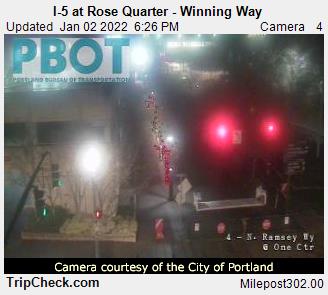 I-5 at Rose Quarter - Winning Way
Updated Jan 02 2022 6:26 PM Camera 4
PBOT
PORTLAND BUREAU OF TRANSPORTATION
4 - N. Ramsey Wy
@ One Ctr
Camera courtesy of the City of Portland
TripCheck.com Milepost302.00